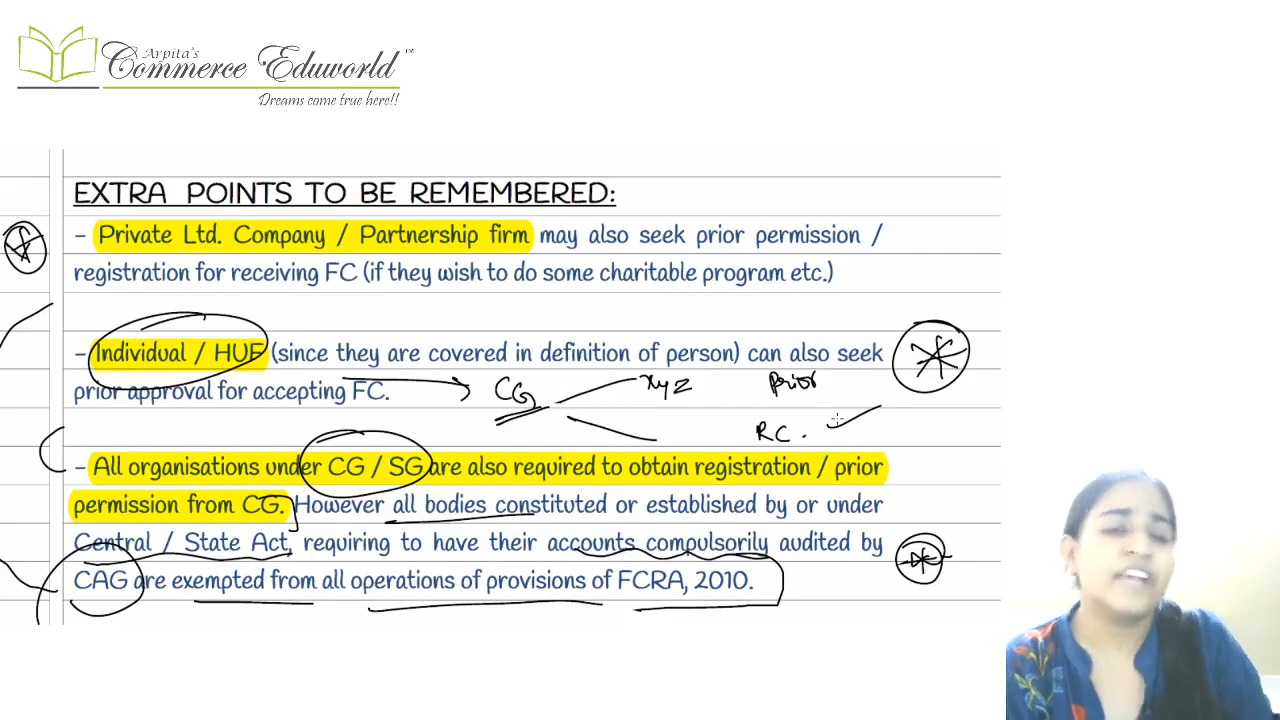 Arpita's
Commerce Eduworld™
Dreams come true here!!
EXTRA POINTS TO BE REMEMBERED:
- Private Ltd. Company / Partnership firm may also seek prior permission /
registration for receiving FC (if they wish to do some charitable program etc.)
- Individual / HUF (since they are covered in definition of person) can also seek
prior approval for accepting FC.
CG xyz prior
RC.
- All organisations under CG / SG are also required to obtain registration / prior
permission from CG. However all bodies constituted or established by or under
Central / State Act, requiring to have their accounts compulsorily audited by
CAG are exempted from all operations of provisions of FCRA, 2010.